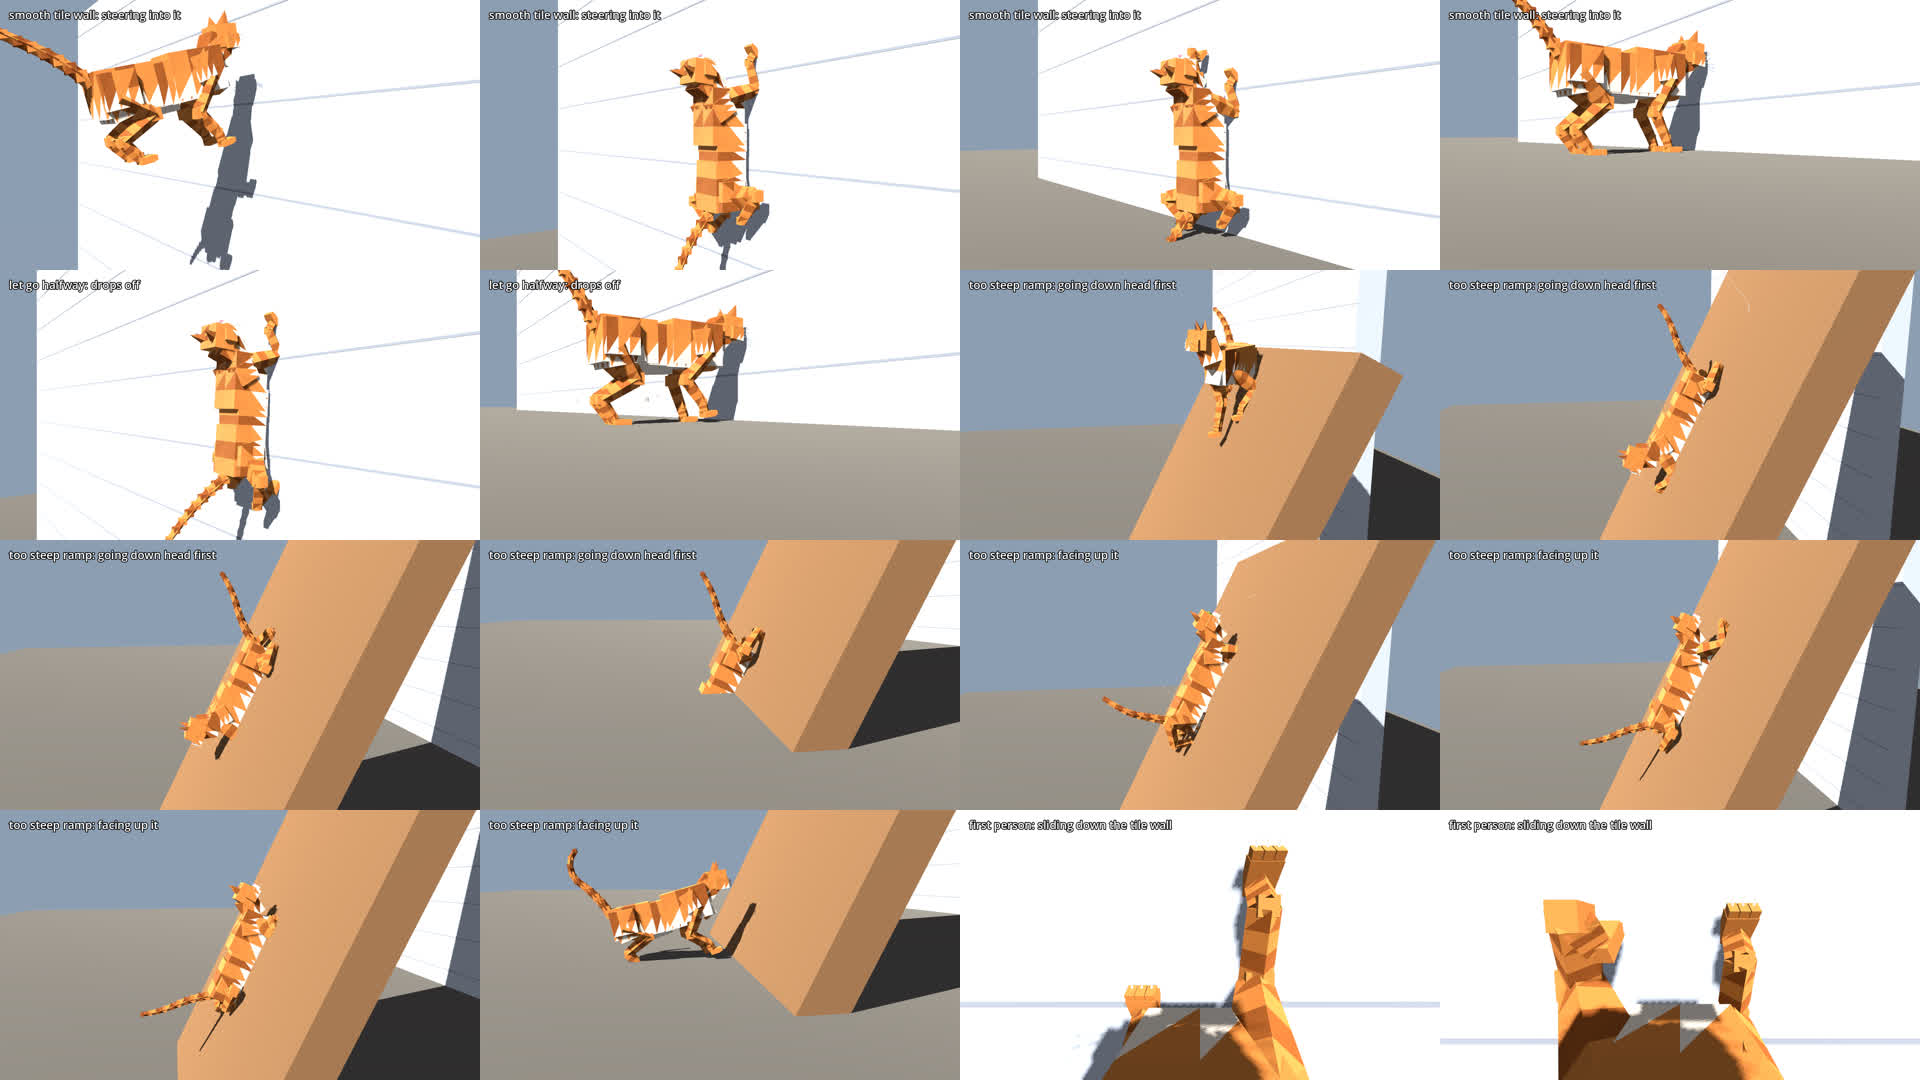 smooth tile wall: steering into it
smooth tile wall: steering into it
smooth tile wall: steering into it
smooth tile wall: steering into it
let go halfway: drops off
let go halfway: drops off
too steep ramp: going down head first
too steep ramp: going down head first
too steep ramp: going down head first
too steep ramp: going down head first
too steep ramp: facing up it
too steep ramp: facing up it
too steep ramp: facing up it
too steep ramp: facing up it
first person: sliding down the tile wall
first person: sliding down the tile wall